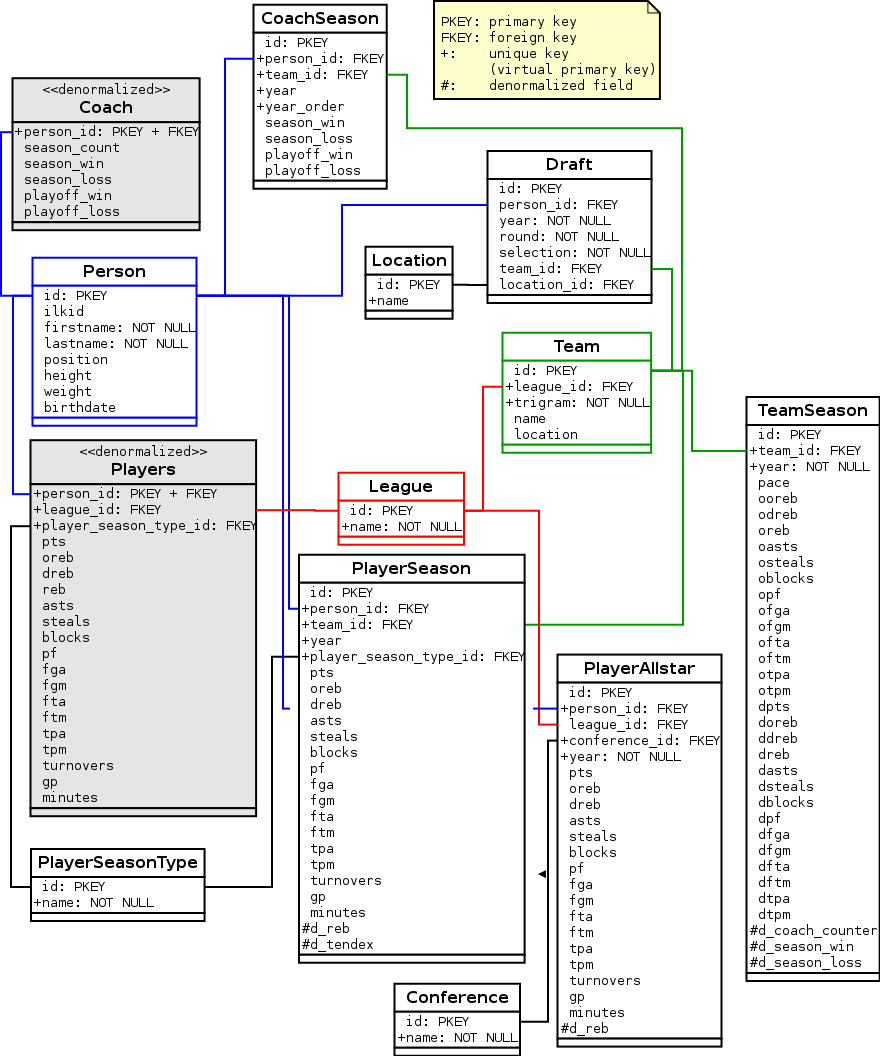 CoachSeason
id: PKEY
+person_id: FKEY
+team_id: FKEY
+year
+year_order
season_win
season_loss
playoff_win
playoff_loss
PKEY: primary key
FKEY: foreign key
+: unique key
(virtual primary key)
#: denormalized field
<<denormalized>>
Coach
+person_id: PKEY + FKEY
season_count
season_win
season_loss
playoff_win
playoff_loss
Draft
id: PKEY
person_id: FKEY
year: NOT NULL
round: NOT NULL
selection: NOT NULL
team_id: FKEY
location_id: FKEY
Location
id: PKEY
+name
Person
id: PKEY
ilkid
firstname: NOT NULL
lastname: NOT NULL
position
height
weight
birthdate
Team
id: PKEY
+league_id: FKEY
+trigram: NOT NULL
name
location
TeamSeason
id: PKEY
+team_id: FKEY
+year: NOT NULL
pace
ooreb
odreb
oreb
oasts
osteals
oblocks
opf
ofga
ofgm
ofta
oftm
otpa
otpm
dpts
doreb
ddreb
dreb
dasts
dsteals
dblocks
dpf
dfga
dfgm
dfta
dftm
dtpa
dtpm
#d_coach_counter
#d_season_win
#d_season_loss
<<denormalized>>
Players
+person_id: PKEY + FKEY
+league_id: FKEY
+player_season_type_id: FKEY
pts
oreb
dreb
reb
asts
steals
blocks
pf
fga
fgm
fta
ftm
tpa
tpm
turnovers
gp
minutes
League
id: PKEY
+name: NOT NULL
PlayerSeason
id: PKEY
+person_id: FKEY
+team_id: FKEY
+year
+player_season_type_id: FKEY
pts
oreb
dreb
asts
steals
blocks
pf
fga
fgm
fta
ftm
tpa
tpm
turnovers
gp
minutes
#d_reb
#d_tendex
PlayerAllstar
id: PKEY
+person_id: FKEY
league_id: FKEY
+conference_id: FKEY
+year: NOT NULL
pts
oreb
dreb
asts
steals
blocks
pf
fga
fgm
fta
ftm
tpa
tpm
turnovers
gp
minutes
#d_reb
PlayerSeasonType
id: PKEY
+name: NOT NULL
Conference
id: PKEY
+name: NOT NULL